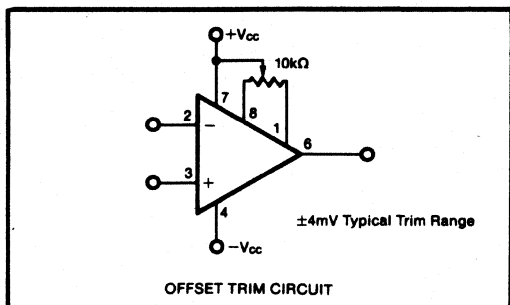 +Vcc
10kΩ
7
8
2
−
1
6
3
+
4
±4mV Typical Trim Range
−Vcc
OFFSET TRIM CIRCUIT